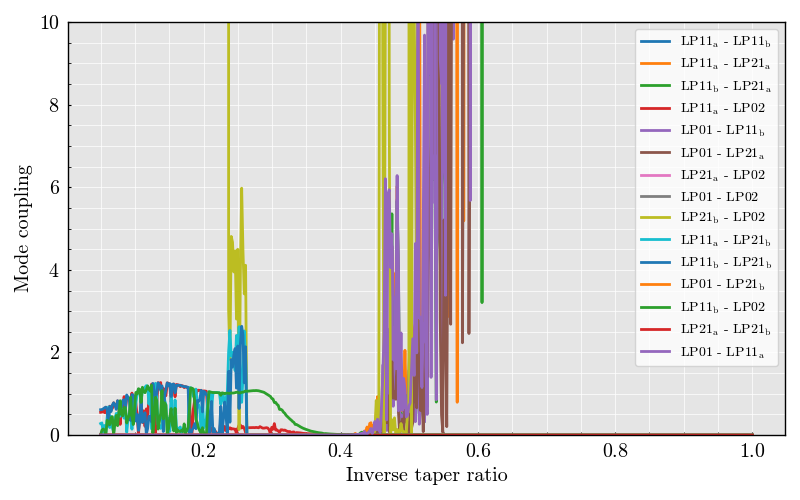 10
8
6
4
2
0
Mode coupling
0.2
0.4
0.6
0.8
1.0
Inverse taper ratio
LP11a - LP11b
LP11a - LP21a
LP11b - LP21a
LP11a - LP02
LP01 - LP11b
LP01 - LP21a
LP21a - LP02
LP01 - LP02
LP21b - LP02
LP11a - LP21b
LP11b - LP21b
LP01 - LP21b
LP11b - LP02
LP21a - LP21b
LP01 - LP11a